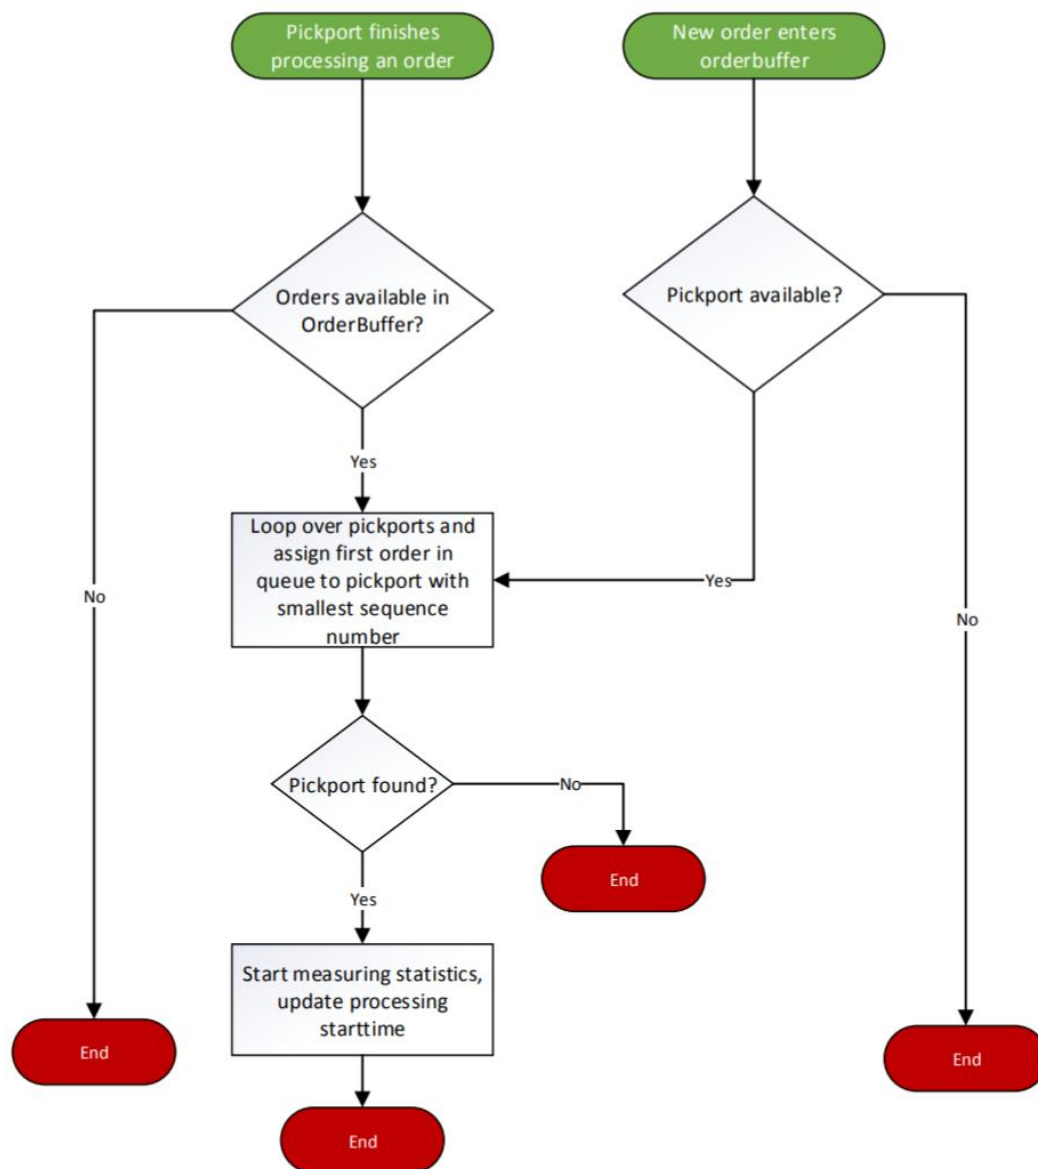 Pickport finishes
processing an order
New order enters
orderbuffer
Orders available in
OrderBuffer?
Pickport available?
Yes
Loop over pickports and
assign first order in
queue to pickport with
smallest sequence
number
Yes
No
No
Pickport found?
No
End
Yes
Start measuring statistics,
update processing
starttime
End
End
End